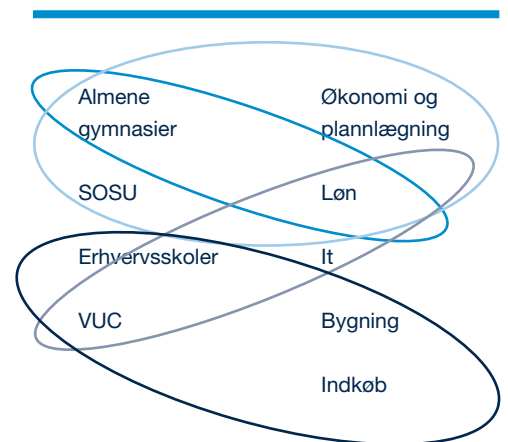 Almene
gymnasier
SOSU
Erhvervsskoler
VUC
Økonomi og
plannlægning
Løn
It
Bygning
Indkøb